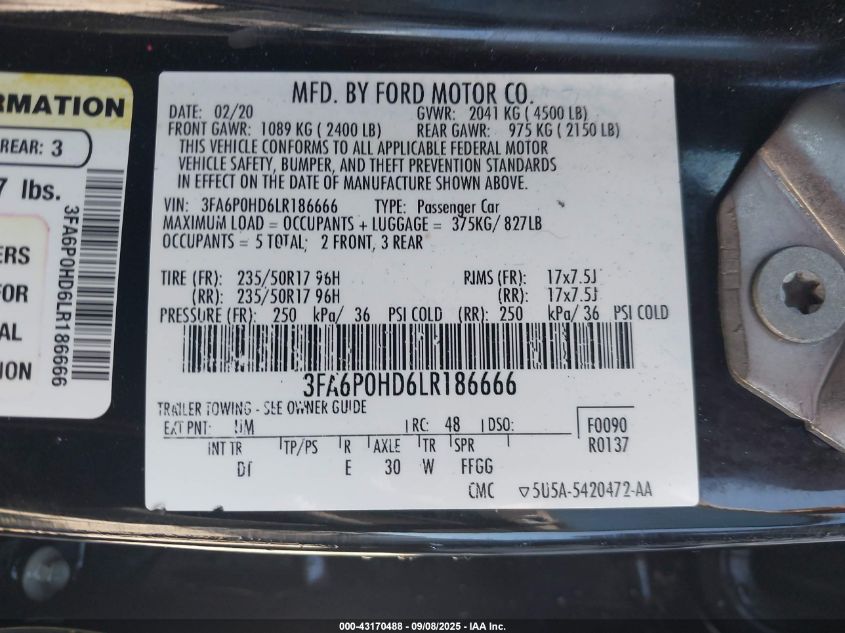 RMATION
REAR: 3
7 lbs.
ERS
FOR
AL
ION
3FA6P0HD6LR186666
MFD. BY FORD MOTOR CO.
DATE: 02/20 GVWR: 2041 KG ( 4500 LB)
FRONT GAWR: 1089 KG ( 2400 LB) REAR GAWR: 975 KG ( 2150 LB)
THIS VEHICLE CONFORMS TO ALL APPLICABLE FEDERAL MOTOR
VEHICLE SAFETY, BUMPER, AND THEFT PREVENTION STANDARDS
IN EFFECT ON THE DATE OF MANUFACTURE SHOWN ABOVE.
VIN: 3FA6P0HD6LR186666 TYPE: Passenger Car
MAXIMUM LOAD = OCCUPANTS + LUGGAGE = 375KG/ 827LB
OCCUPANTS = 5 TOTAL; 2 FRONT, 3 REAR
TIRE (FR): 235/50R17 96H RIMS (FR): 17x7.5J
(RR): 235/50R17 96H (RR): 17x7.5J
PRESSURE (FR): 250 kPa/ 36 PSI COLD (RR): 250 kPa/ 36 PSI COLD
3FA6P0HD6LR186666
TRAILER TOWING - SEE OWNER GUIDE
EXT PNT: UM RC: 48 DSO: F0090
R0137
INT TR TP/PS R AXLE TR SPR
E 30 W FFGG
CMC ▽5U5A-5420472-AA
000-43170488 - 09/08/2025 - IAA Inc.